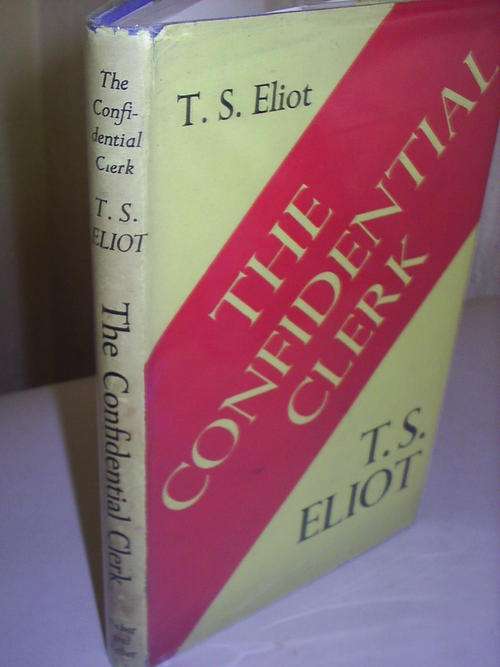 The
Confi-
dential
Clerk
T. S.
ELIOT
The Confidential Clerk
T. S. Eliot
THE
CONFIDENTIAL
CLERK
T. S.
ELIOT